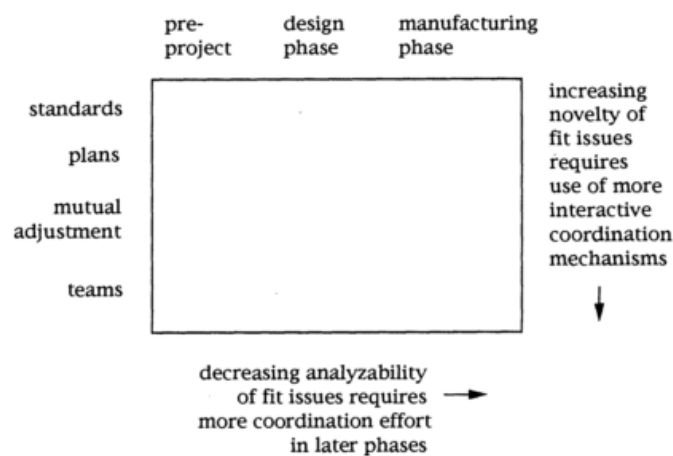 pre-
project
design
phase
manufacturing
phase
standards
plans
mutual
adjustment
teams
increasing
novelty of
fit issues
requires
use of more
interactive
coordination
mechanisms
decreasing analyzability
of fit issues requires
more coordination effort
in later phases